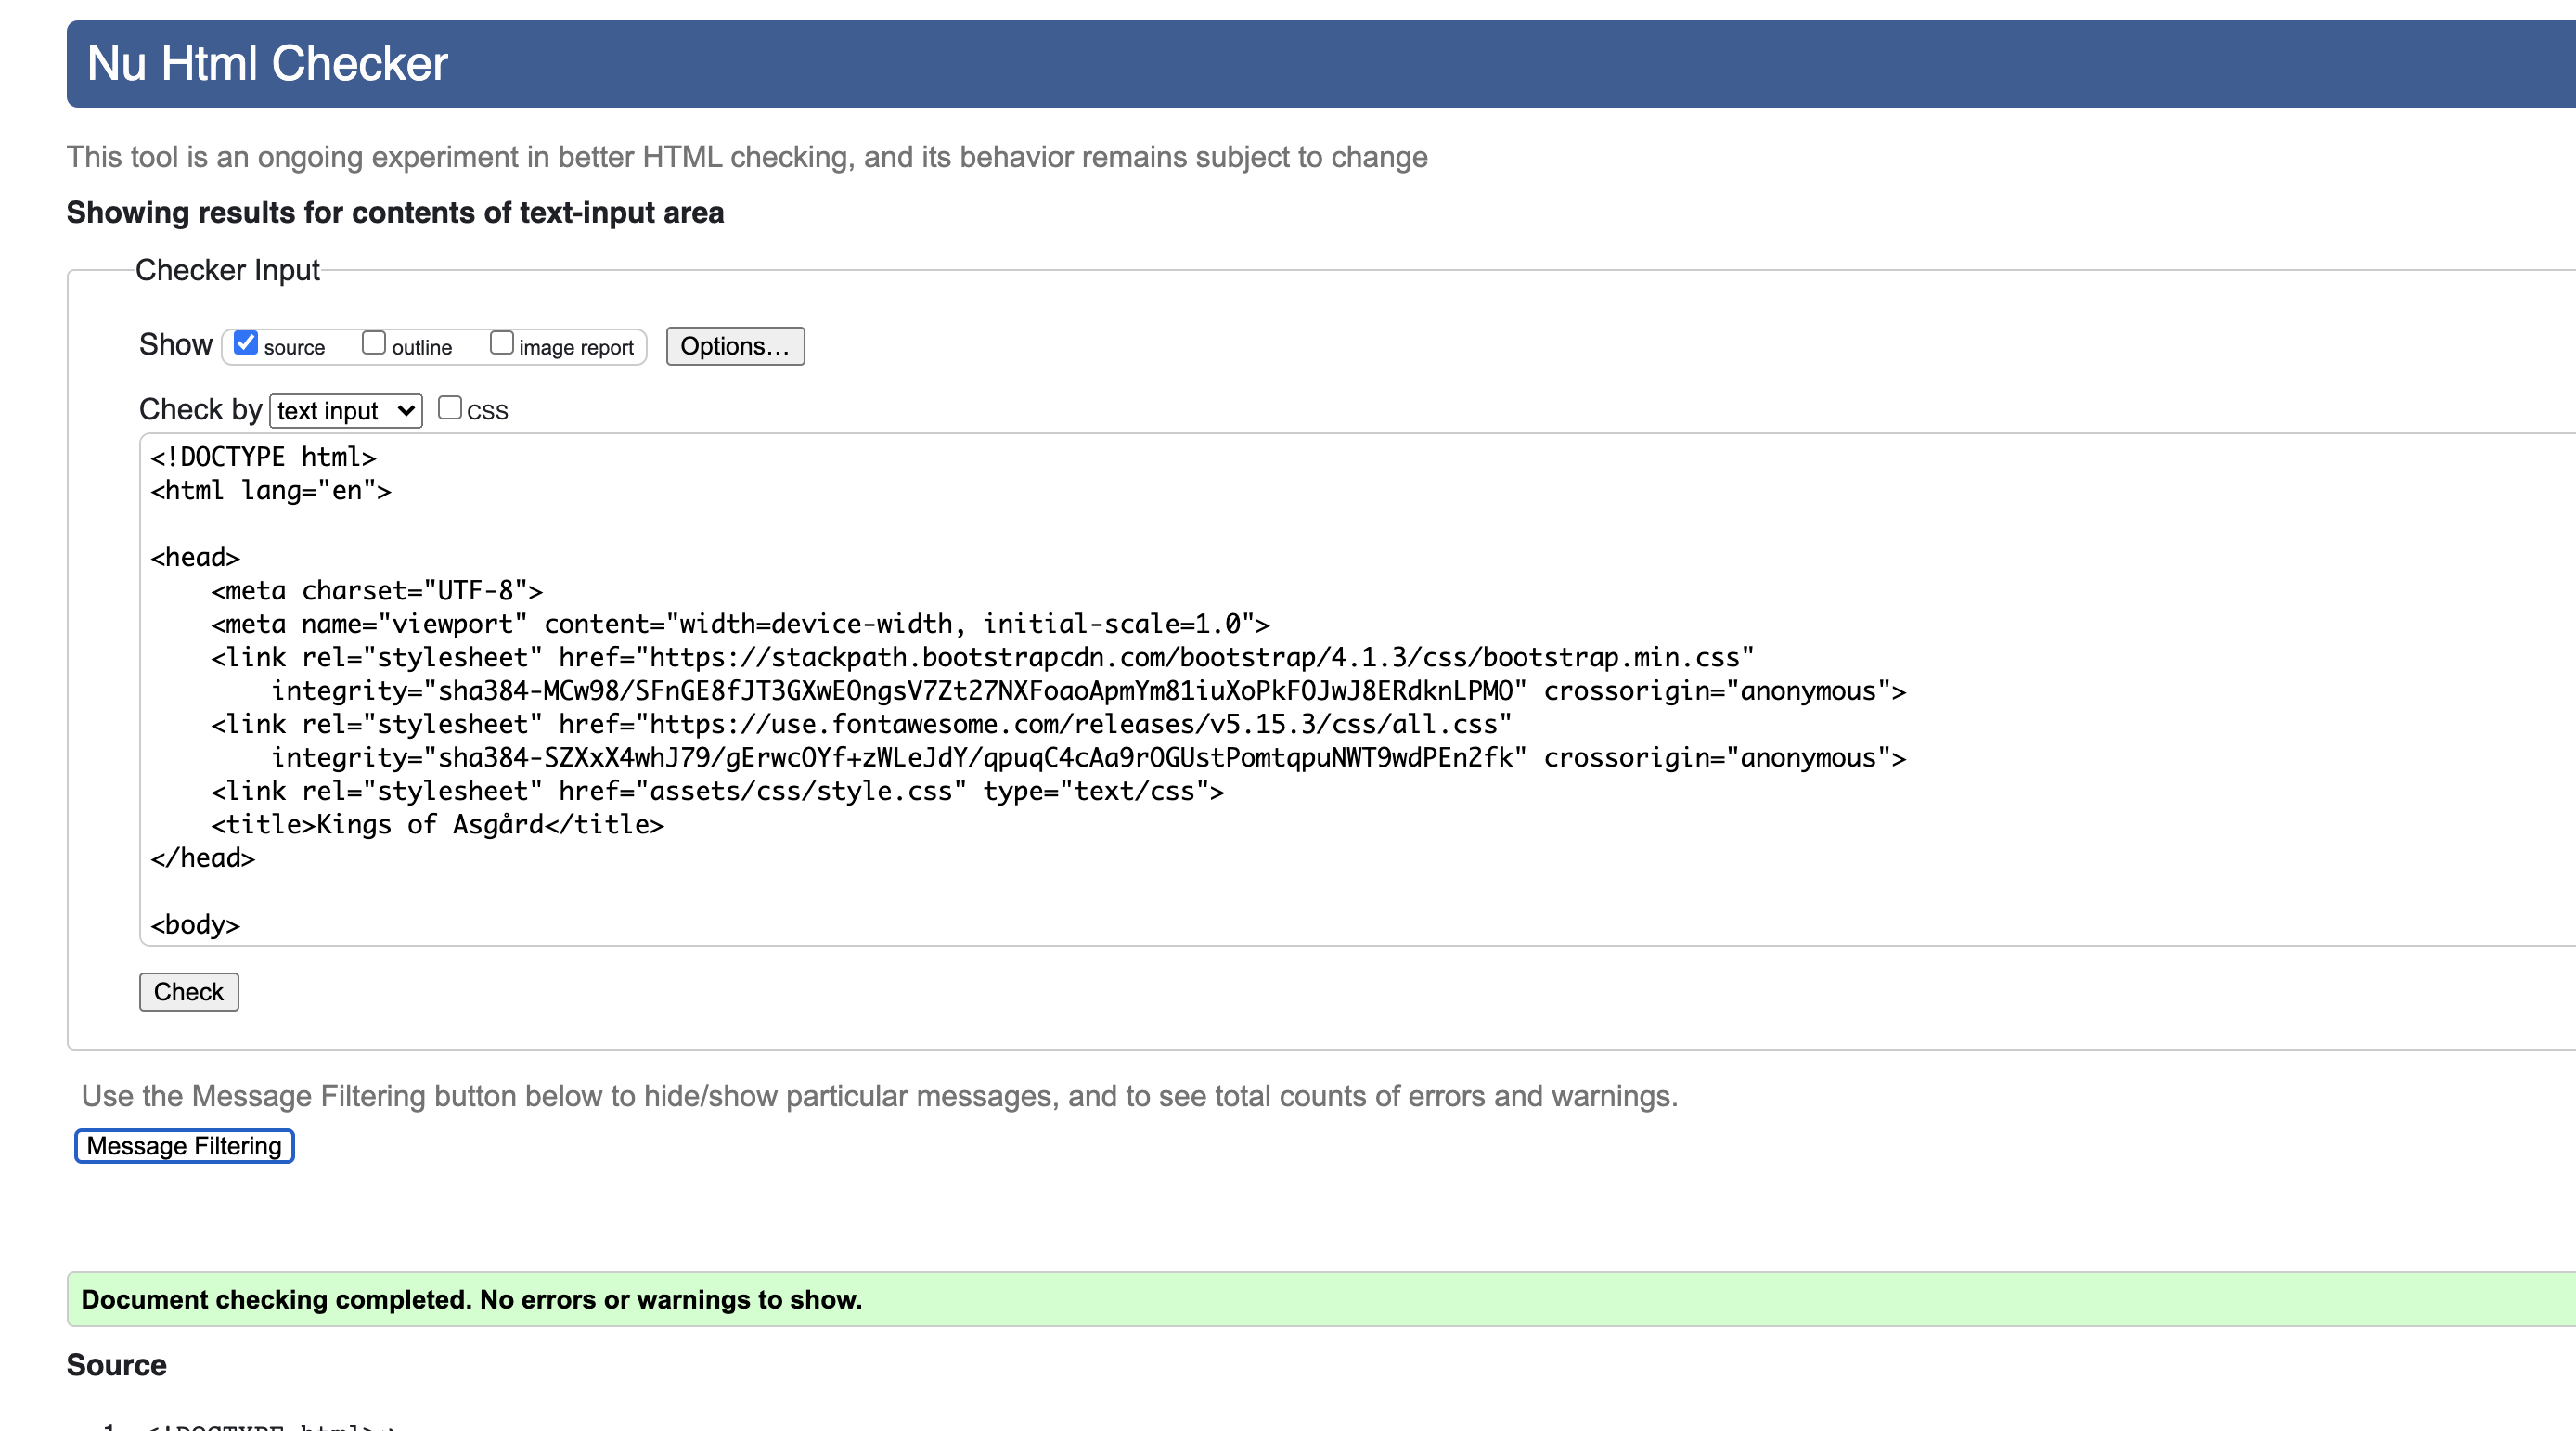 Nu Html Checker
This tool is an ongoing experiment in better HTML checking, and its behavior remains subject to change
Showing results for contents of text-input area
Checker Input
Show source outline image report Options...
Check by text input CSS
<!DOCTYPE html>
<html lang="en">
<head>
<meta charset="UTF-8">
<meta name="viewport" content="width=device-width, initial-scale=1.0">
<link rel="stylesheet" href="https://stackpath.bootstrapcdn.com/bootstrap/4.1.3/css/bootstrap.min.css"
integrity="sha384-MCw98/SFnGE8fJT3GXwEOngsV7Zt27NXFoaoApmYm81iuXoPkFOJwJ8ERdknLPMO" crossorigin="anonymous">
<link rel="stylesheet" href="https://use.fontawesome.com/releases/v5.15.3/css/all.css"
integrity="sha384-SZXxX4whJ79/gErwcOYf+zWLeJdY/qpuqC4cAa9rOGUstPomtqpuNWT9wdPEn2fk" crossorigin="anonymous">
<link rel="stylesheet" href="assets/css/style.css" type="text/css">
<title>Kings of Asgård</title>
</head>
<body>
Check
Use the Message Filtering button below to hide/show particular messages, and to see total counts of errors and warnings.
Message Filtering
Document checking completed. No errors or warnings to show.
Source
1. <!DOCTYPE html>